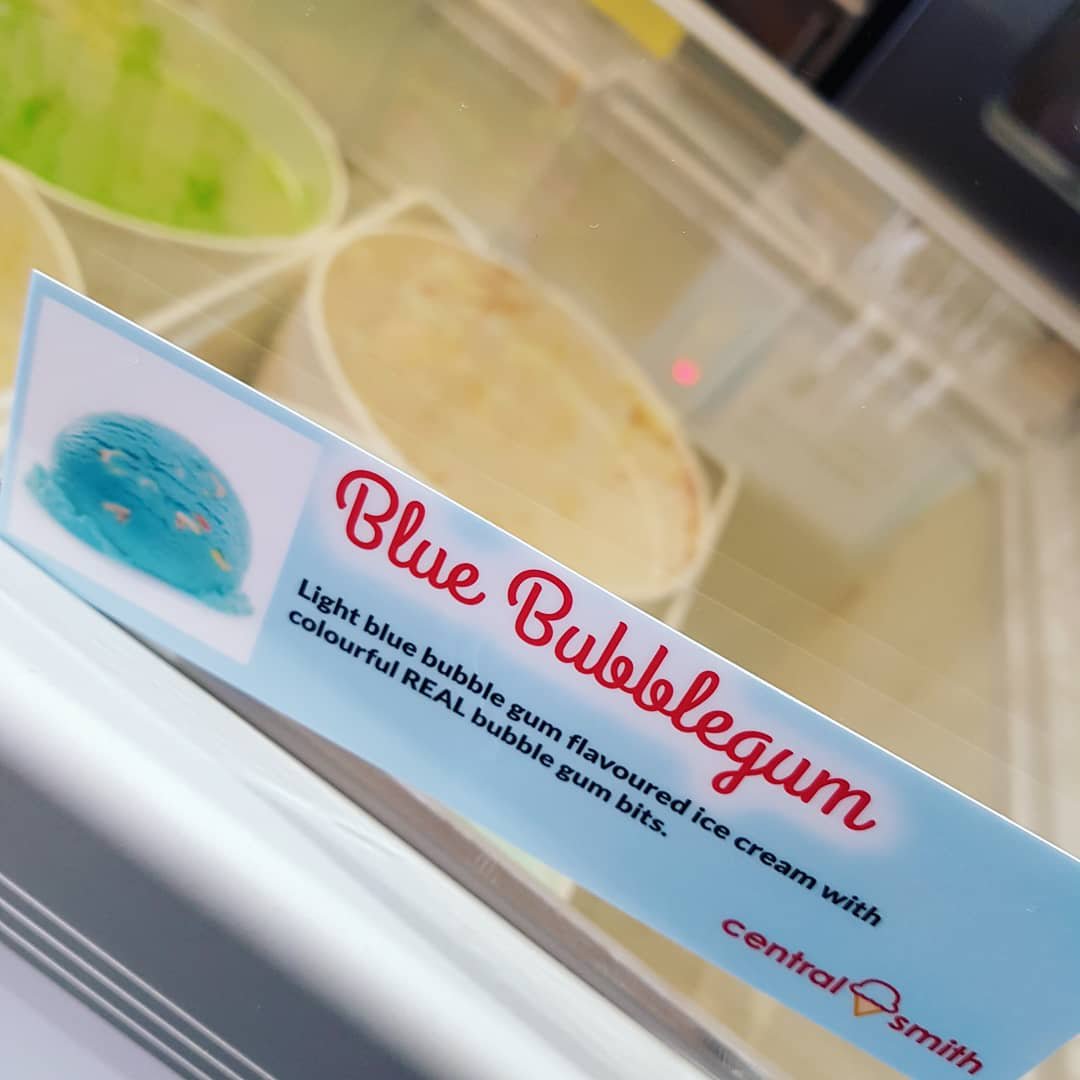 Blue Bubblegum
Light blue bubble gum flavoured ice cream with
colourful REAL bubble gum bits.
central smith